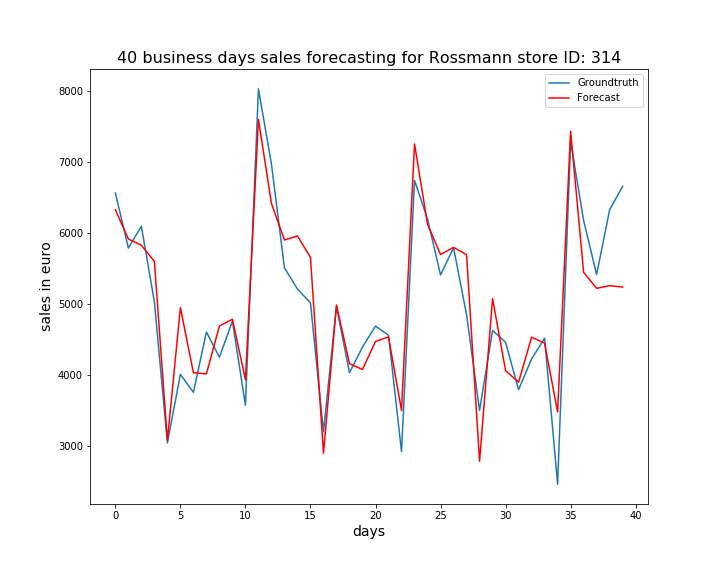 40 business days sales forecasting for Rossmann store ID: 314
Groundtruth
Forecast
sales in euro
8000
7000
6000
5000
4000
3000
0 5 10 15 20 25 30 35 40
days